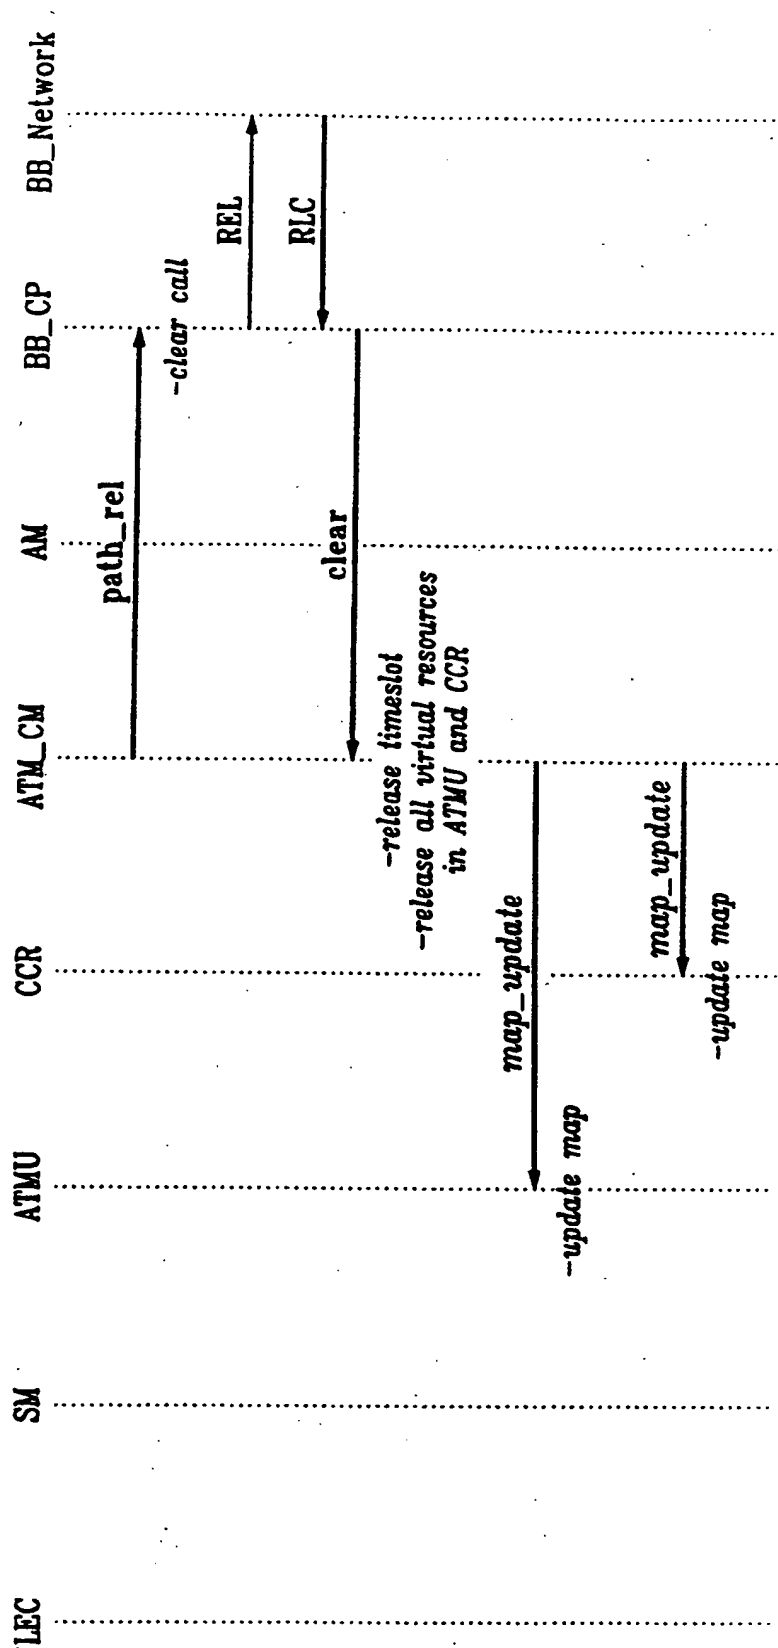 LEC SM ATMU CCR ATM_CM AM BB_CP BB_Network
path_rel
-clear call
REL
RLC
clear
-release timeslot
-release all virtual resources
in ATMU and CCR
map_update
-update map
map_update
-update map